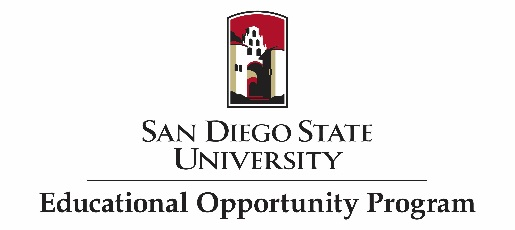 SAN DIEGO STATE
UNIVERSITY
Educational Opportunity Program